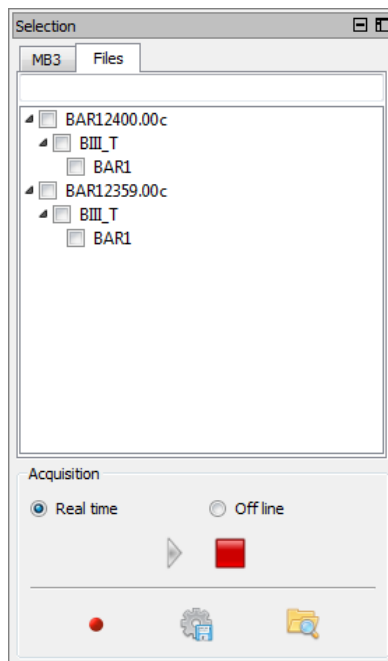 Selection
MB3 Files
BAR12400.00c
BIII_T
BAR1
BAR12359.00c
BIII_T
BAR1
Acquisition
Real time Off line